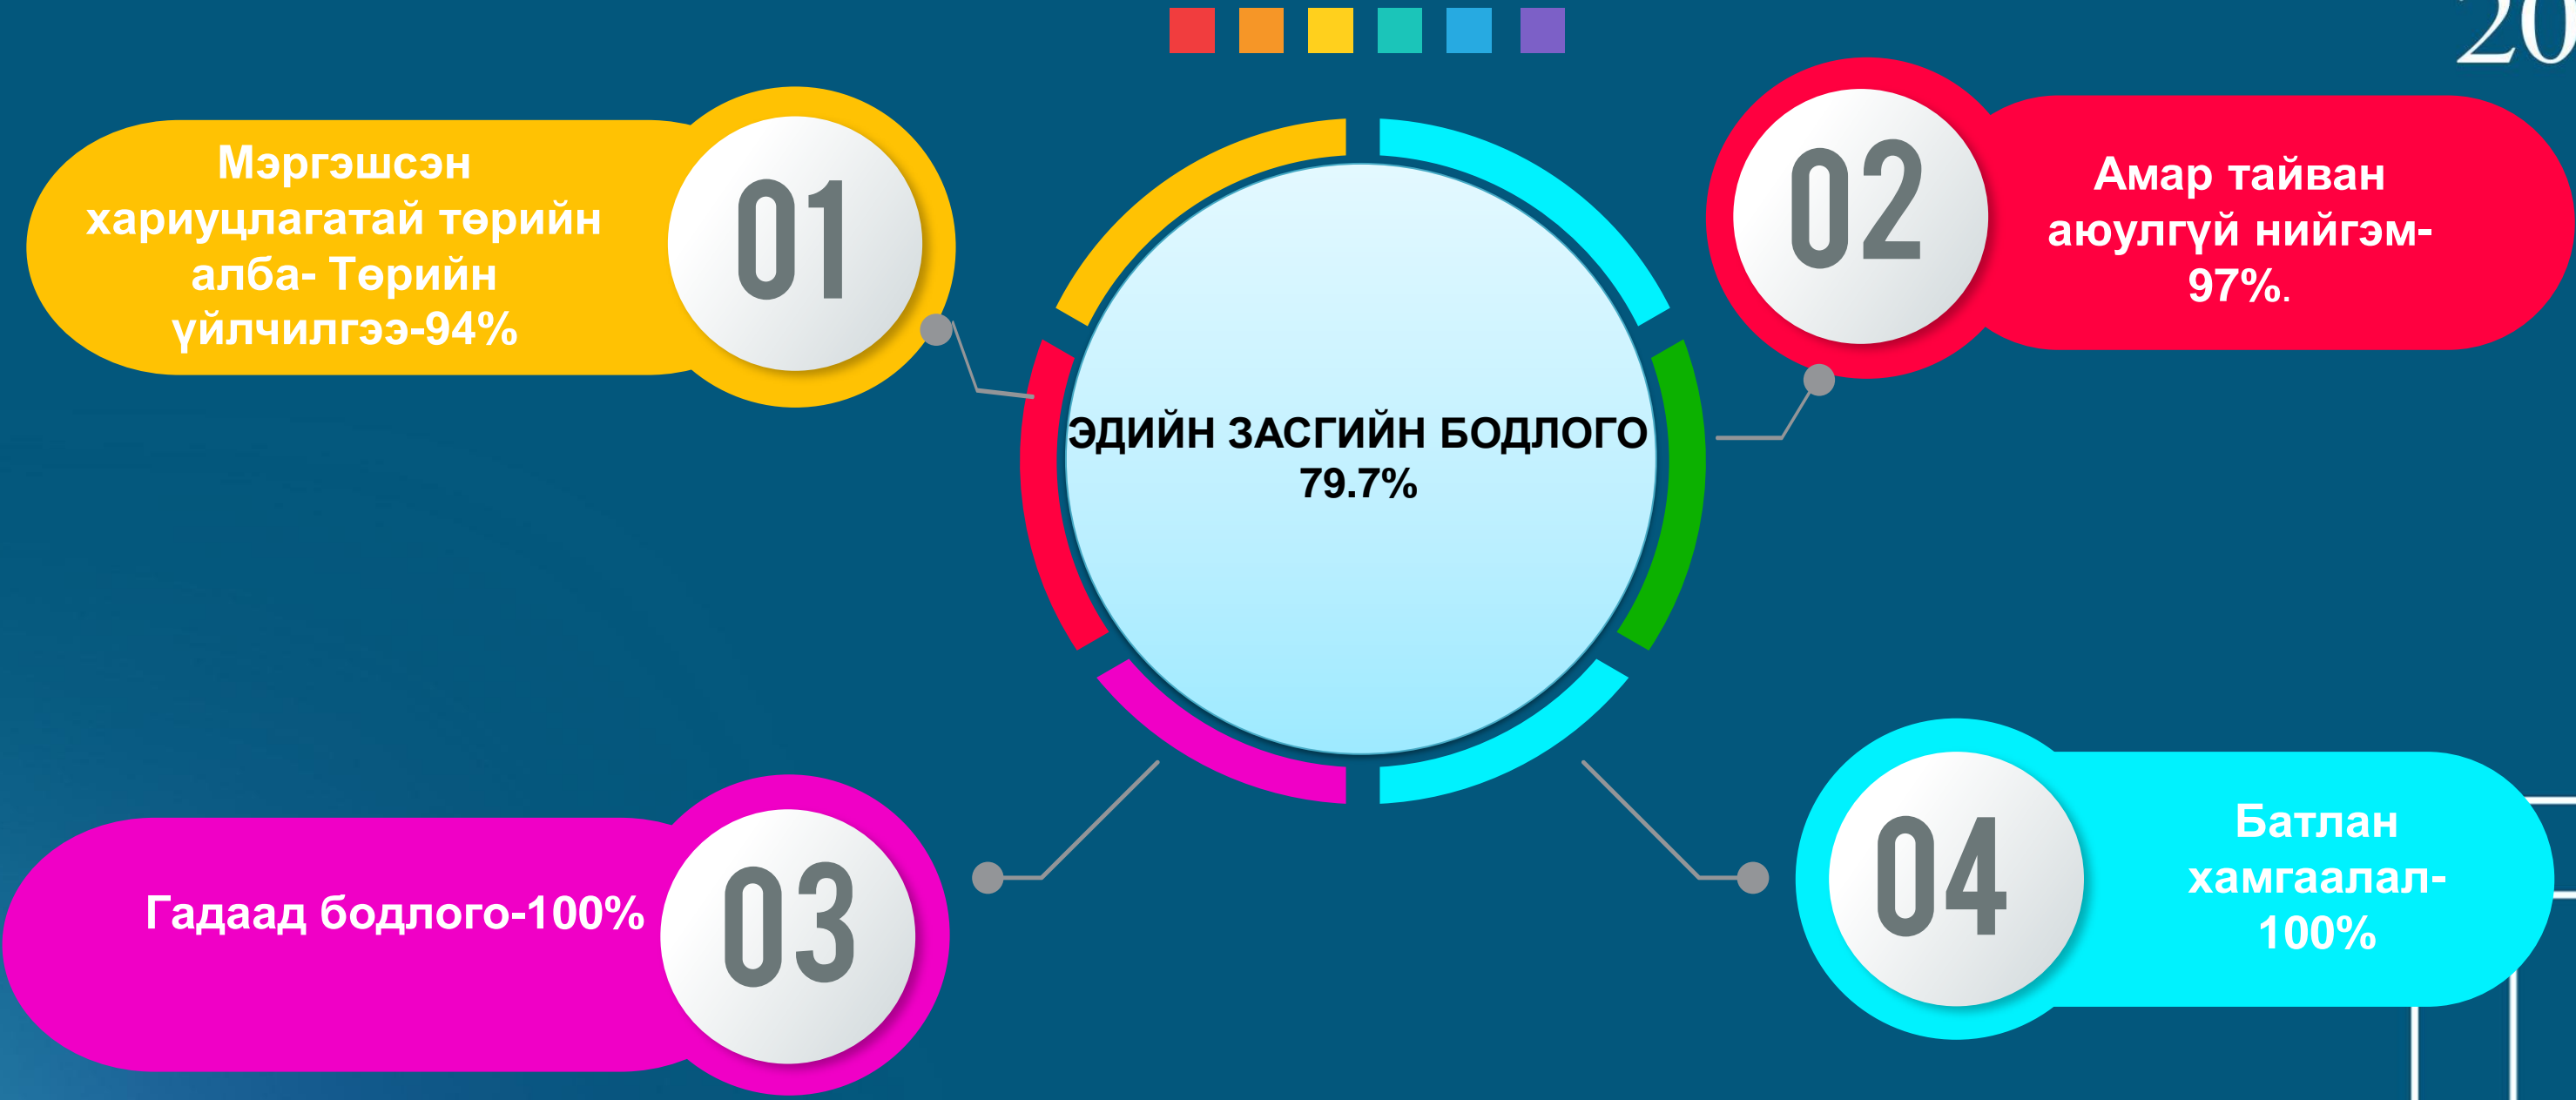 20
01
Мэргэшсэн
хариуцлагатай төрийн
алба- Төрийн
үйлчилгээ-94%
02
Амар тайван
аюулгүй нийгэм-
97%.
ЭДИЙН ЗАСГИЙН БОДЛОГО
79.7%
03
Гадаад бодлого-100%
04
Батлан
хамгаалал-
100%